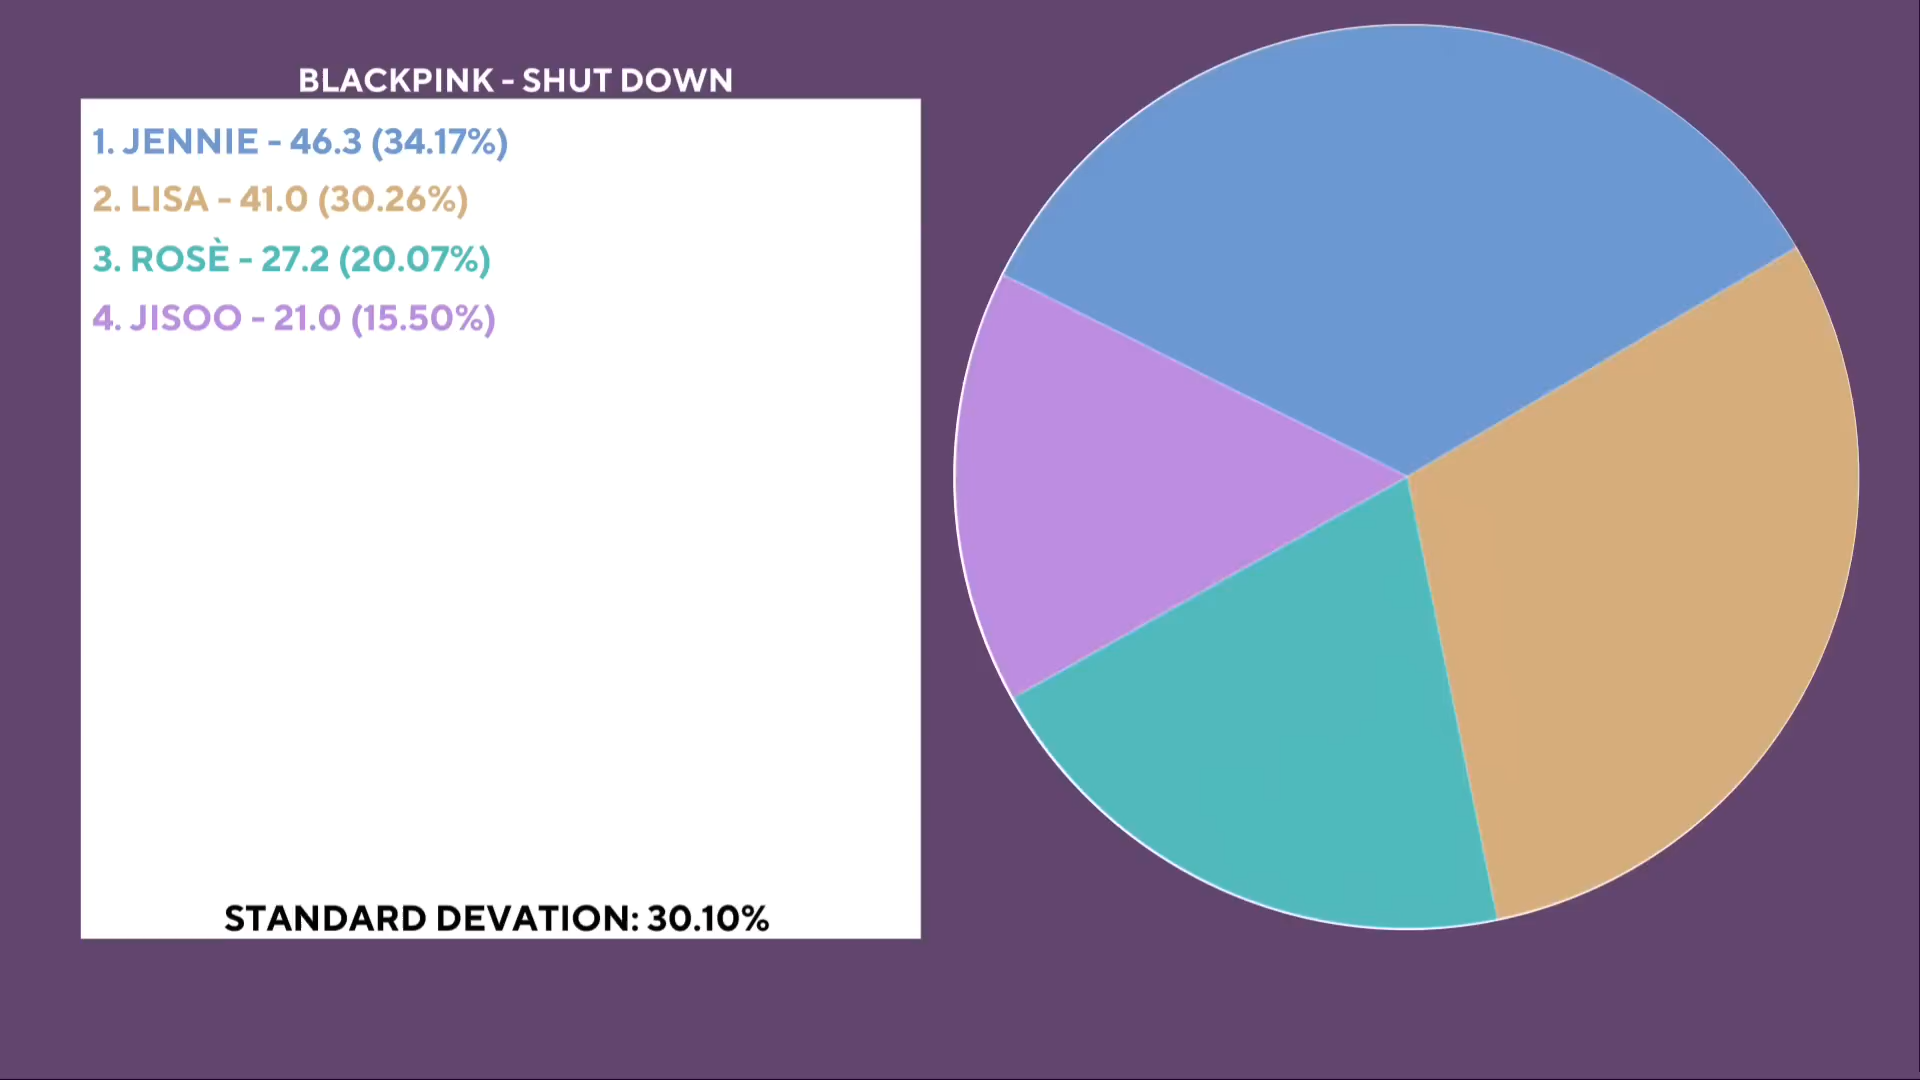 BLACKPINK - SHUT DOWN
1. JENNIE - 46.3 (34.17%)
2. LISA - 41.0 (30.26%)
3. ROSÈ - 27.2 (20.07%)
4. JISOO - 21.0 (15.50%)
STANDARD DEVATION: 30.10%